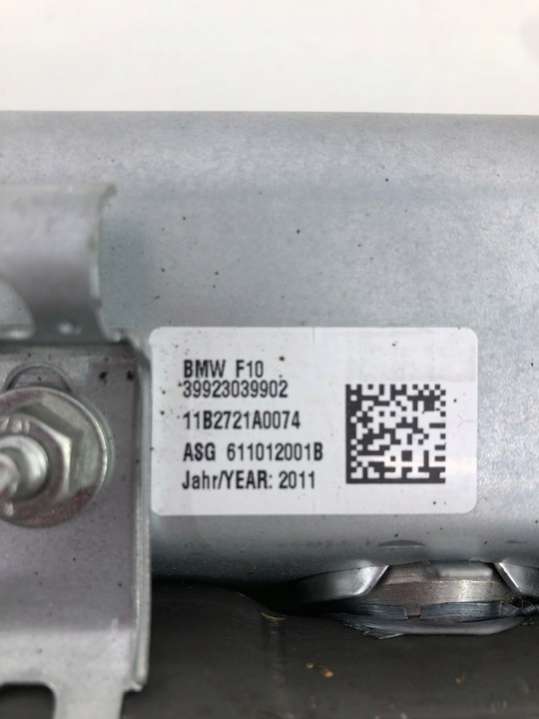 BMW F10
39923039902
11B2721A0074
ASG 611012001B
Jahr/YEAR: 2011